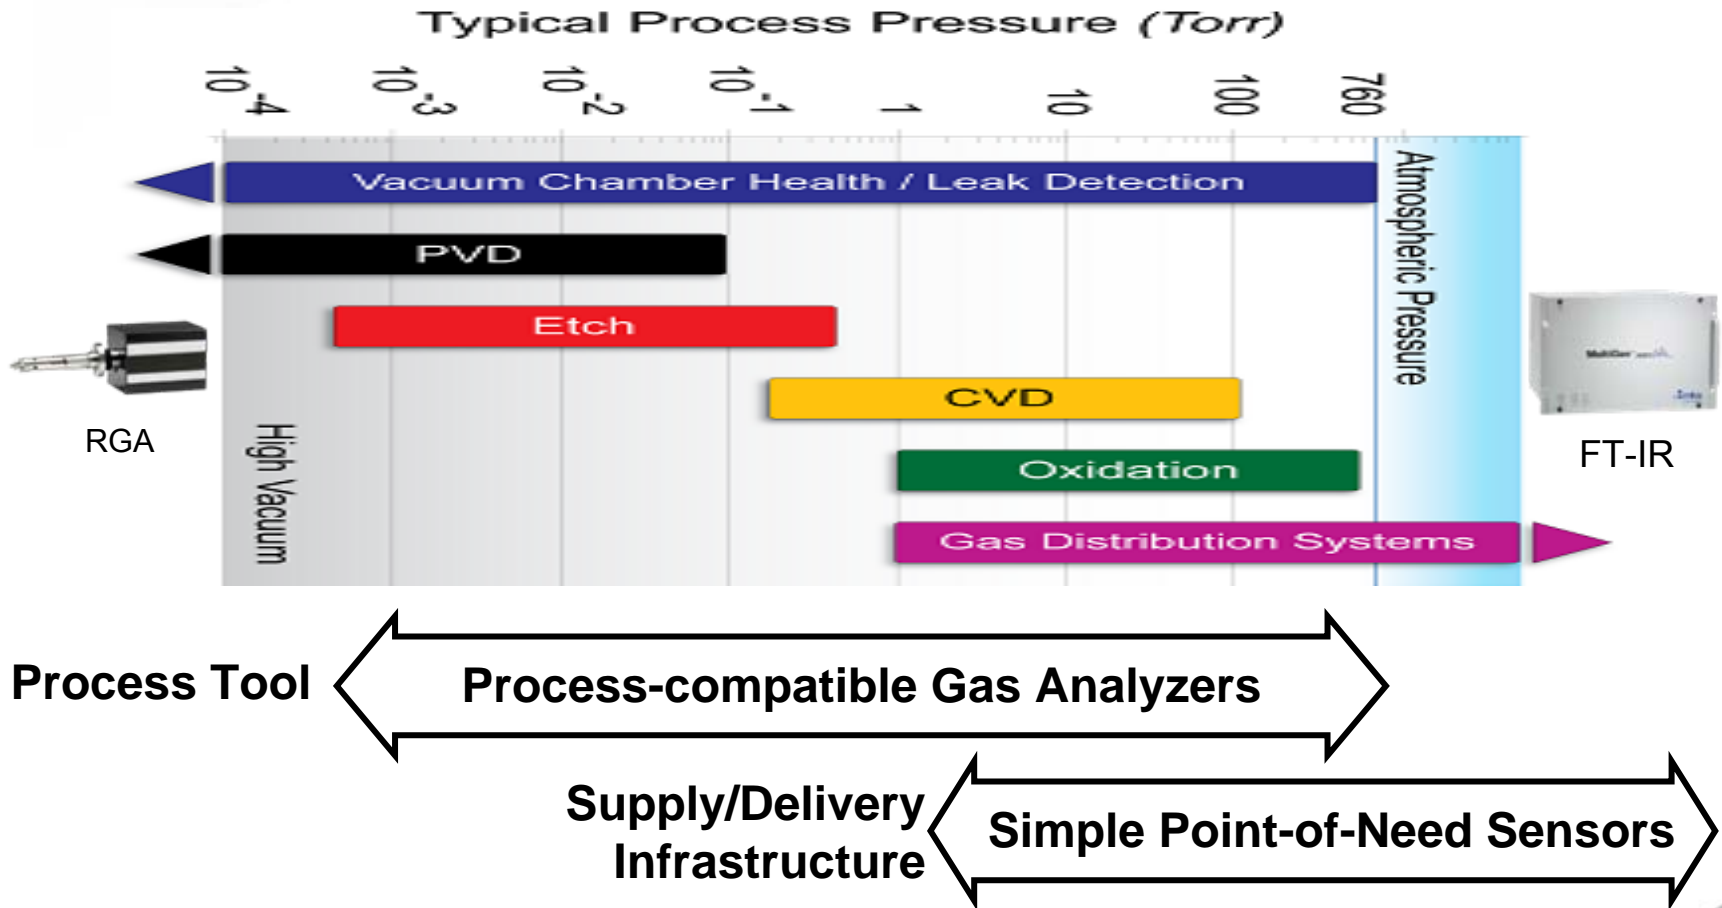 Typical Process Pressure (Torr)
10-4
10-3
10-2
10-1
1
10
100
760
Vacuum Chamber Health / Leak Detection
PVD
Etch
CVD
Oxidation
Gas Distribution Systems
High Vacuum
Atmospheric Pressure
RGA
FT-IR
Process Tool
Process-compatible Gas Analyzers
Supply/Delivery
Infrastructure
Simple Point-of-Need Sensors